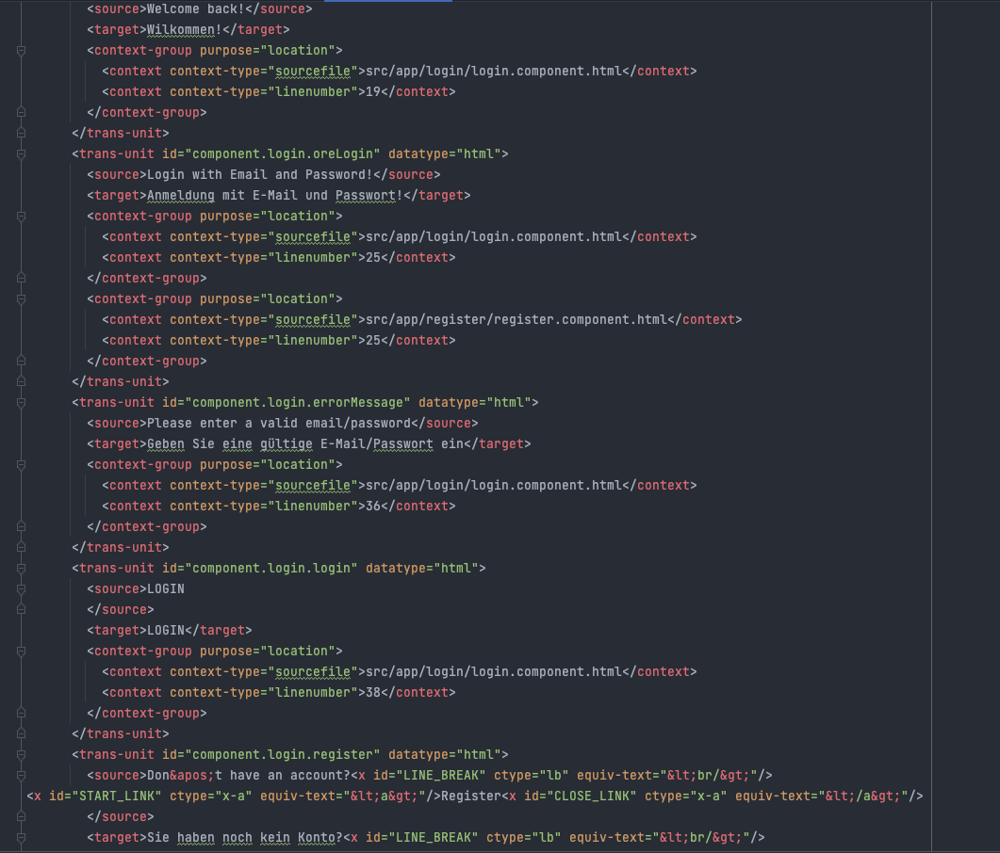 <source>Welcome back!</source>
<target>Wilkommen!</target>
<context-group purpose="location">
<context context-type="sourcefile">src/app/login/login.component.html</context>
<context context-type="linenumber">19</context>
</context-group>
</trans-unit>
<trans-unit id="component.login.oreLogin" datatype="html">
<source>Login with Email and Password!</source>
<target>Anmeldung mit E-Mail und Passwort!</target>
<context-group purpose="location">
<context context-type="sourcefile">src/app/login/login.component.html</context>
<context context-type="linenumber">25</context>
</context-group>
<context-group purpose="location">
<context context-type="sourcefile">src/app/register/register.component.html</context>
<context context-type="linenumber">25</context>
</context-group>
</trans-unit>
<trans-unit id="component.login.errorMessage" datatype="html">
<source>Please enter a valid email/password</source>
<target>Geben Sie eine gültige E-Mail/Passwort ein</target>
<context-group purpose="location">
<context context-type="sourcefile">src/app/login/login.component.html</context>
<context context-type="linenumber">36</context>
</context-group>
</trans-unit>
<trans-unit id="component.login.login" datatype="html">
<source>LOGIN
</source>
<target>LOGIN</target>
<context-group purpose="location">
<context context-type="sourcefile">src/app/login/login.component.html</context>
<context context-type="linenumber">38</context>
</context-group>
</trans-unit>
<trans-unit id="component.login.register" datatype="html">
<source>Don&apos;t have an account?<x id="LINE_BREAK" ctype="lb" equiv-text="&lt;br/&gt;"/>
<x id="START_LINK" ctype="x-a" equiv-text="&lt;a&gt;"/>Register<x id="CLOSE_LINK" ctype="x-a" equiv-text="&lt;/a&gt;"/>
</source>
<target>Sie haben noch kein Konto?<x id="LINE_BREAK" ctype="lb" equiv-text="&lt;br/&gt;"/>